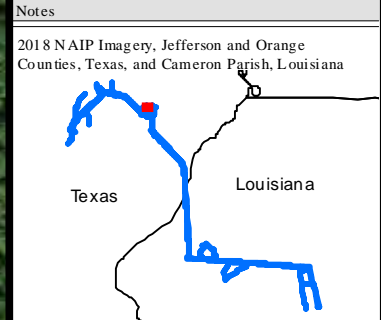 Notes
2018 NAIP Imagery, Jefferson and Orange
Counties, Texas, and Cameron Parish, Louisiana
Texas
Louisiana